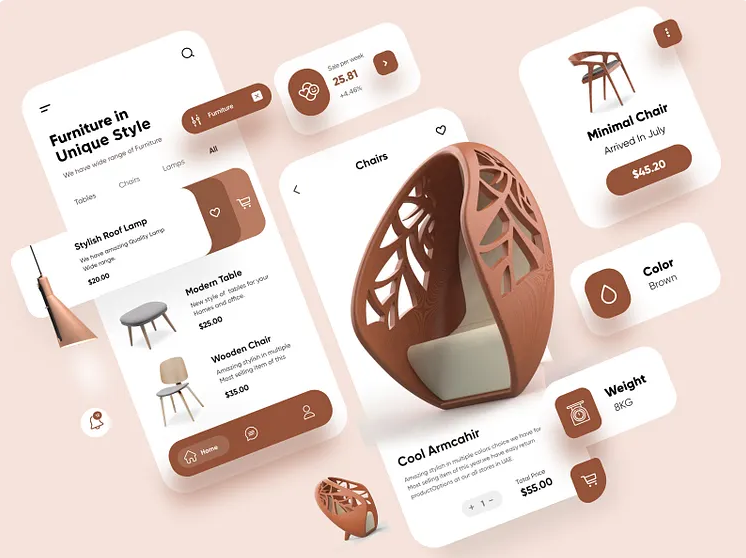 Furniture in
Unique Style
We have wide range of Furniture
Tables
Chairs
Lamps
All
Furniture
Stylish Roof Lamp
We have amazing Quality Lamp
Wide range.
$20.00
Modern Table
New style of tables for your
Homes and office.
$25.00
Wooden Chair
Amazing stylish in multiple
Most selling item of this
$35.00
Home
Sale per week
25.81
+4.46%
Chairs
Cool Armcahir
Amazing stylish in multiple colors choice we have for
Most selling item of this year.we have easy return
productOptions at our all stores in UAE.
+ 1 −
Total Price
$55.00
Minimal Chair
Arrived In July
$45.20
Color
Brown
Weight
8KG